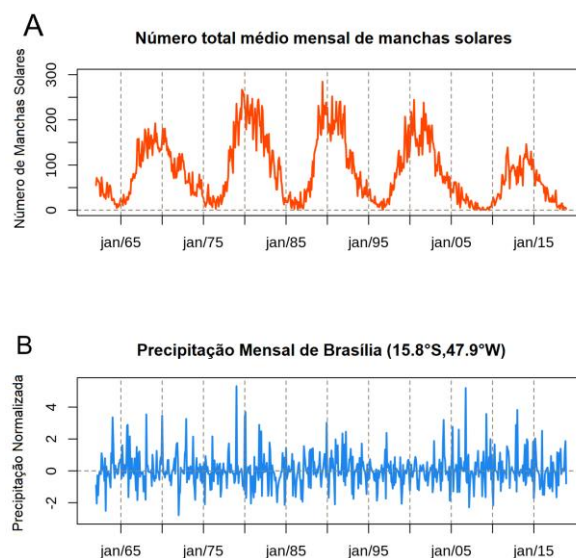 A
Número total médio mensal de manchas solares
Número de Manchas Solares
300
200
100
0
jan/65 jan/75 jan/85 jan/95 jan/05 jan/15
B
Precipitação Mensal de Brasília (15.8°S,47.9°W)
Precipitação Normalizada
4
2
0
-2
jan/65 jan/75 jan/85 jan/95 jan/05 jan/15